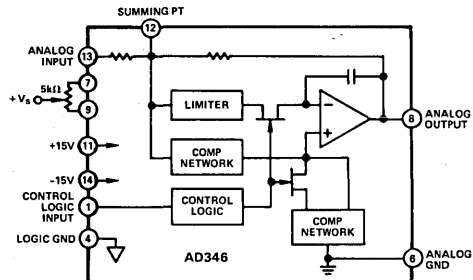 SUMMING PT
12
ANALOG
INPUT
13
7
5kΩ
+Vs
9
LIMITER
-
+
8
ANALOG
OUTPUT
+15V
11
COMP
NETWORK
-15V
14
CONTROL
LOGIC
INPUT
1
CONTROL
LOGIC
COMP
NETWORK
LOGIC GND
4
AD346
6
ANALOG
GND